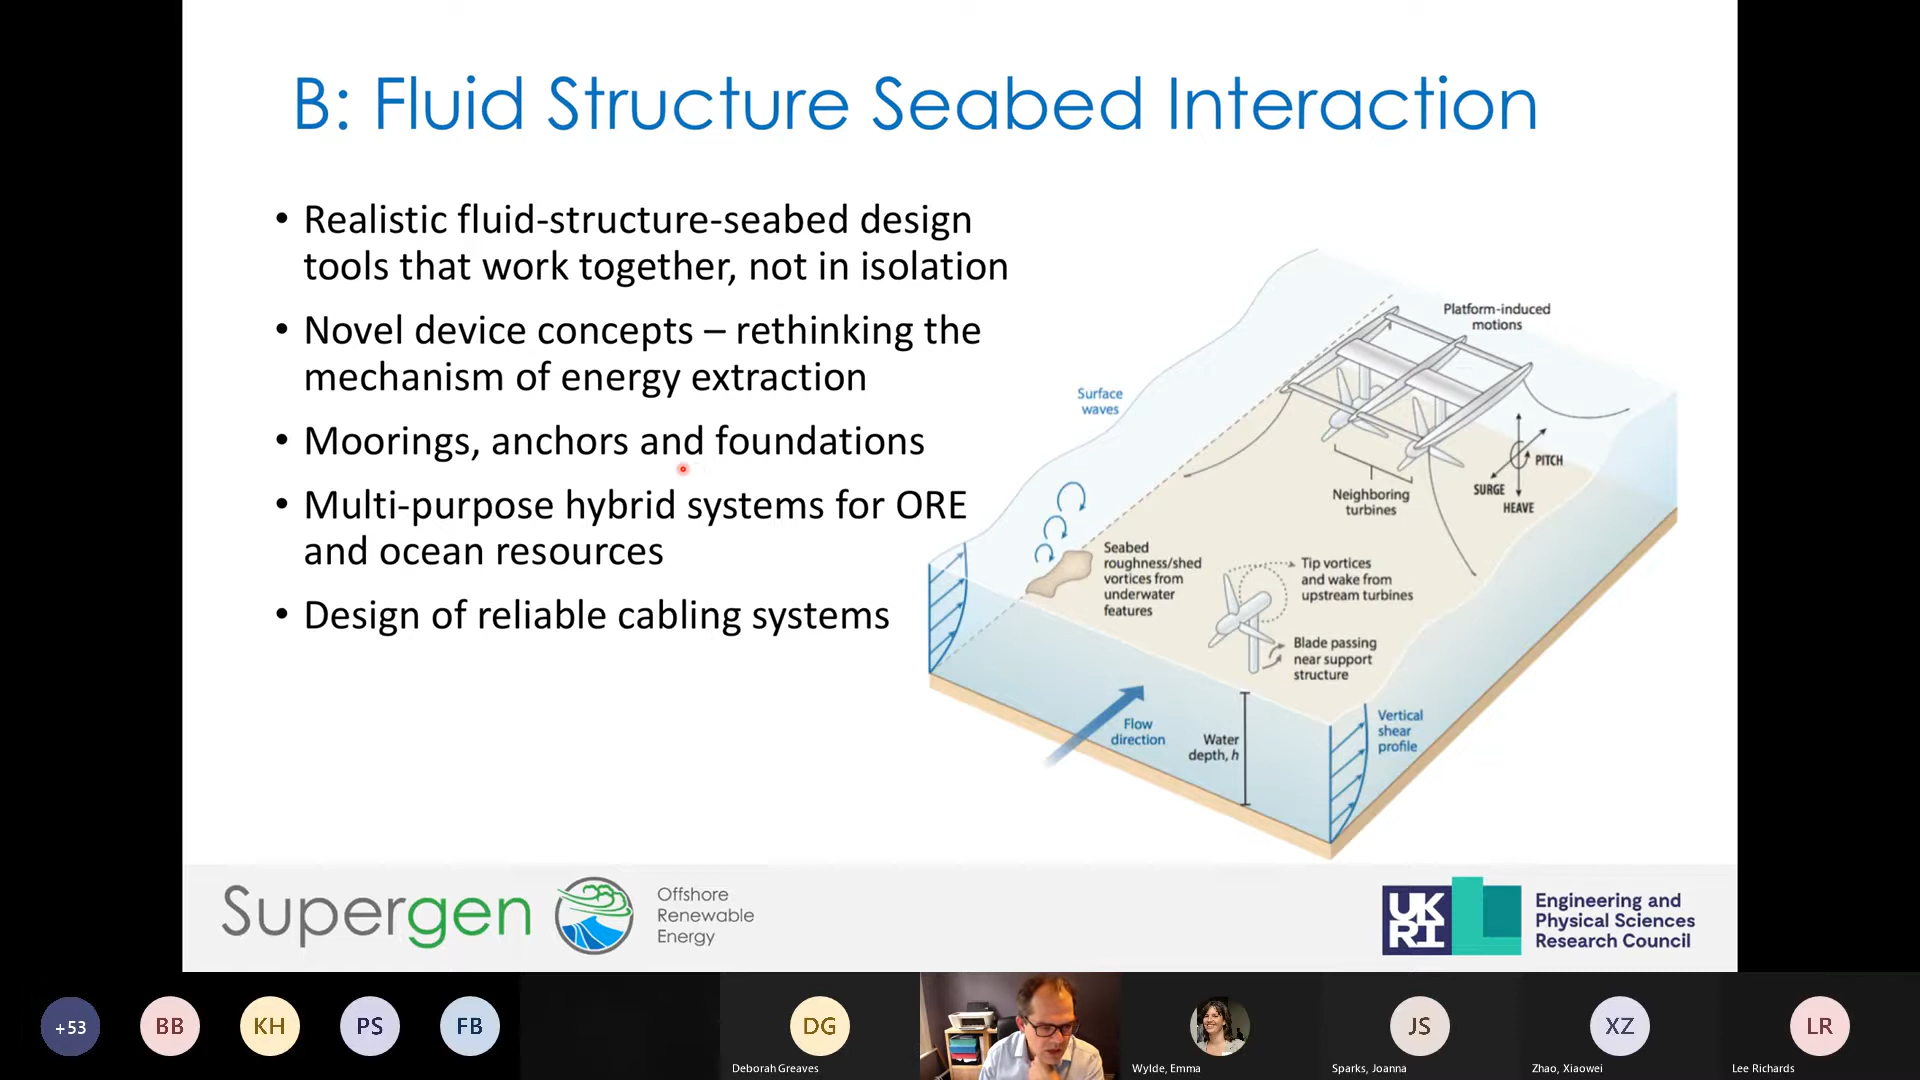 B: Fluid Structure Seabed Interaction
• Realistic fluid-structure-seabed design
tools that work together, not in isolation
• Novel device concepts – rethinking the
mechanism of energy extraction
• Moorings, anchors and foundations
• Multi-purpose hybrid systems for ORE
and ocean resources
• Design of reliable cabling systems
Platform-induced
motions
Surface
waves
PITCH
SURGE
HEAVE
Neighboring
turbines
Seabed
roughness/shed
vortices from
underwater
features
Tip vortices
and wake from
upstream turbines
Blade passing
near support
structure
Flow
direction
Water
depth, h
Vertical
shear
profile
Supergen
Offshore
Renewable
Energy
UK
RI
Engineering and
Physical Sciences
Research Council
+53
BB
KH
PS
FB
DG
JS
XZ
LR
Deborah Greaves
Wylde, Emma
Sparks, Joanna
Zhao, Xiaowei
Lee Richards